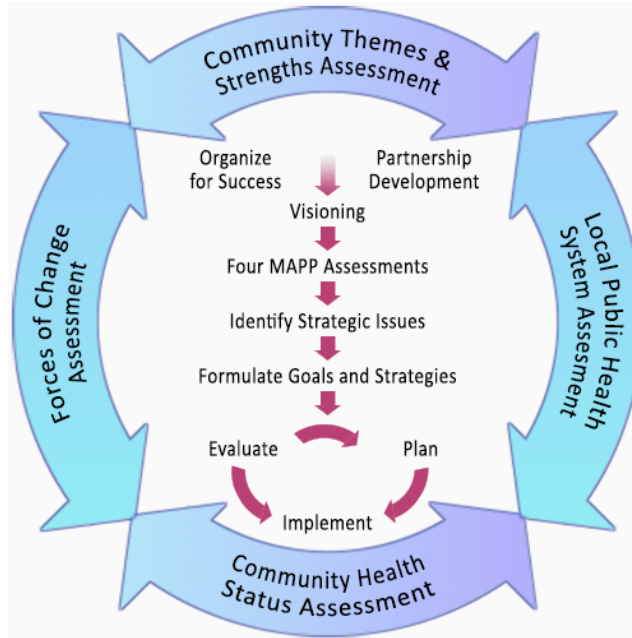 Community Themes &
Strengths Assessment
Organize
for Success
Partnership
Development
Visioning
Four MAPP Assessments
Identify Strategic Issues
Formulate Goals and Strategies
Evaluate
Plan
Implement
Forces of Change
Assessment
Local Public Health
System Assesment
Community Health
Status Assessment